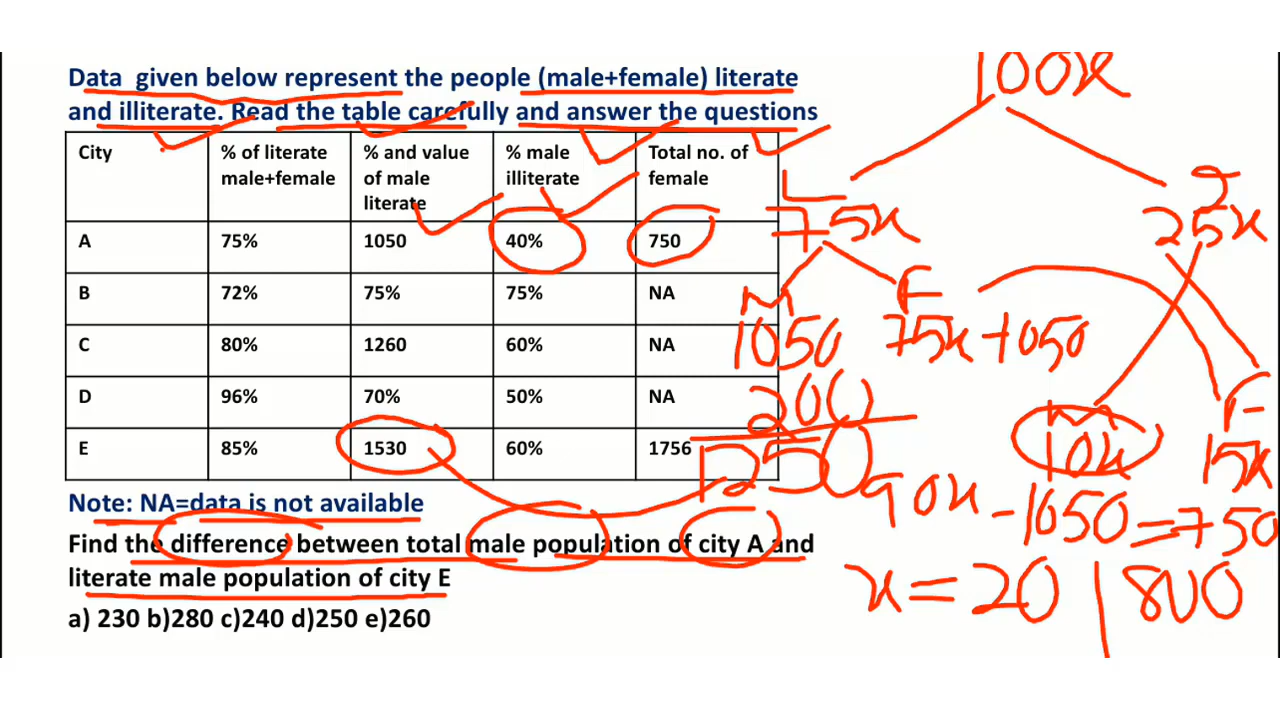 Data given below represent the people (male+female) literate
and illiterate. Read the table carefully and answer the questions
City % of literate male+female % and value of male literate % male illiterate Total no. of female
A 75% 1050 40% 750
B 72% 75% 75% NA
C 80% 1260 60% NA
D 96% 70% 50% NA
E 85% 1530 60% 1756
Note: NA=data is not available
Find the difference between total male population of city A and
literate male population of city E
a) 230 b)280 c)240 d)250 e)260
100x
L I
75x 25x
M F
1050 75x-1050
200
1250
M F
10x 15x
90x-1050=750
x=20 | 1800